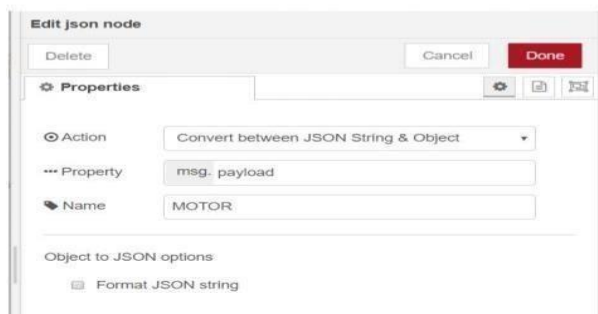 Edit json node
Delete Cancel Done
Properties
Action Convert between JSON String & Object
Property msg. payload
Name MOTOR
Object to JSON options
Format JSON string